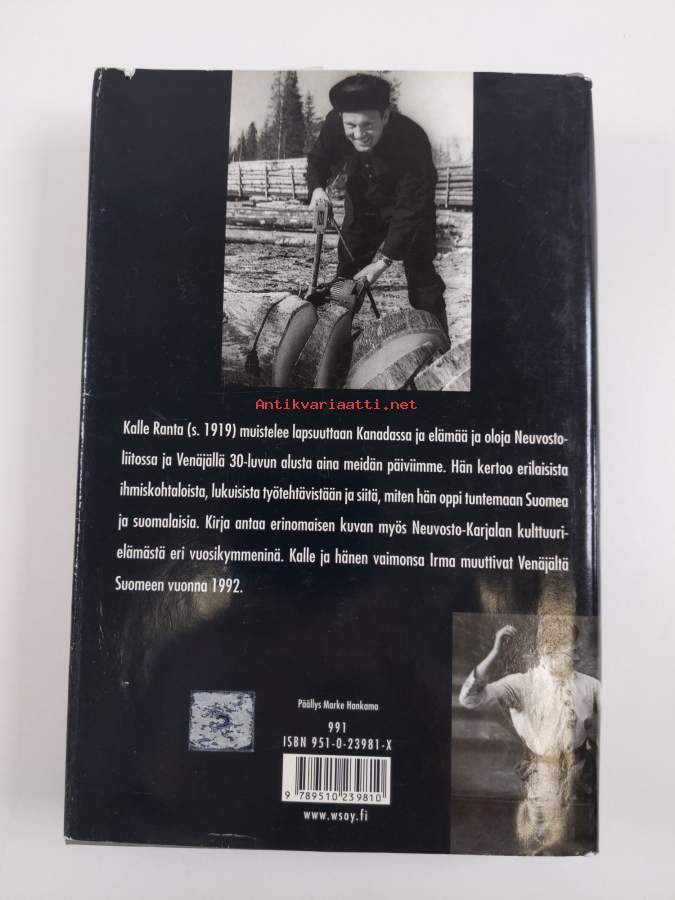 Antikvariaatti.net
Kalle Ranta (s. 1919) muistelee lapsuuttaan Kanadassa ja elämää ja oloja Neuvosto-
liitossa ja Venäjällä 30-luvun alusta aina meidän päiviimme. Hän kertoo erilaisista
ihmiskohtaloista, lukuisista työtehtävistään ja siitä, miten hän oppi tuntemaan Suomea
ja suomalaisia. Kirja antaa erinomaisen kuvan myös Neuvosto-Karjalan kulttuuri-
elämästä eri vuosikymmeninä. Kalle ja hänen vaimonsa Irma muuttivat Venäjältä
Suomeen vuonna 1992.
Päällys Marke Hankama
991
ISBN 951-0-23981-X
9 789510 239810
www.wsoy.fi